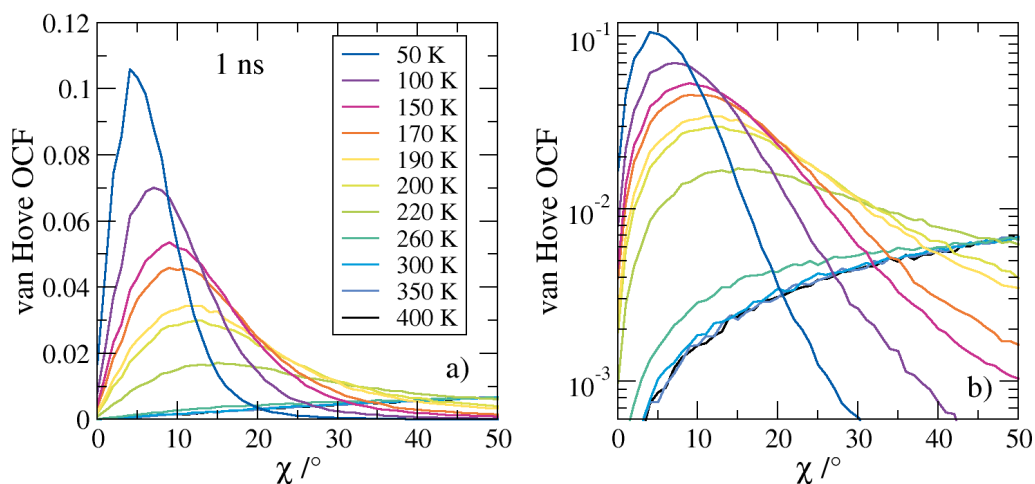 van Hove OCF
0.12
0.1
0.08
0.06
0.04
0.02
0
1 ns
50 K
100 K
150 K
170 K
190 K
200 K
220 K
260 K
300 K
350 K
400 K
a)
0 10 20 30 40 50
χ /°
van Hove OCF
10⁻¹
10⁻²
10⁻³
b)
0 10 20 30 40 50
χ /°